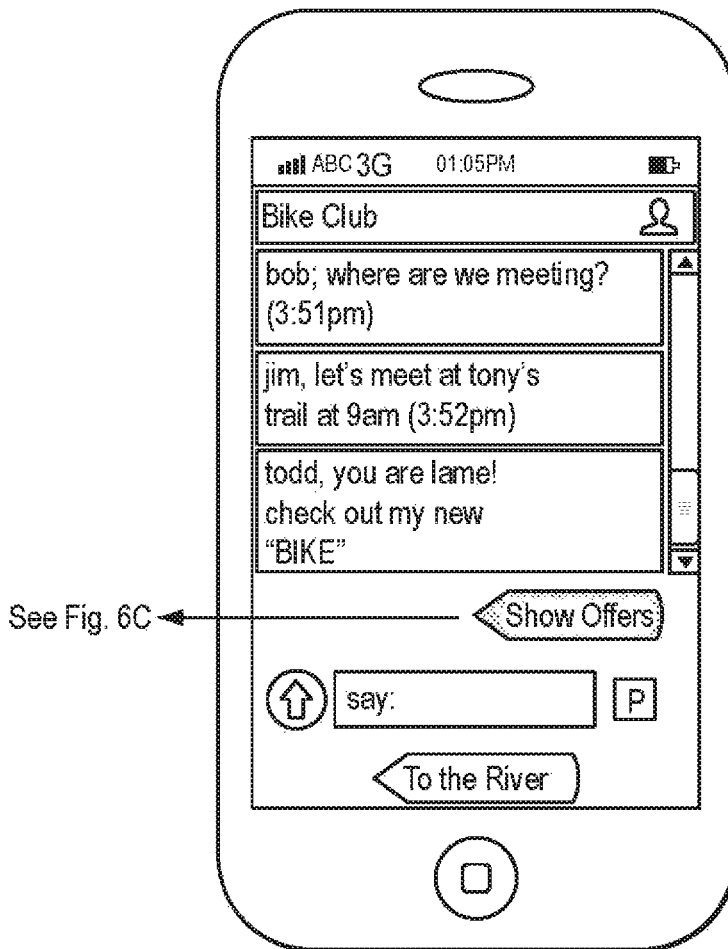 ABC 3G 01:05PM
Bike Club
bob; where are we meeting?
(3:51pm)
jim, let's meet at tony's
trail at 9am (3:52pm)
todd, you are lame!
check out my new
“BIKE”
See Fig. 6C
Show Offers
say:
P
To the River